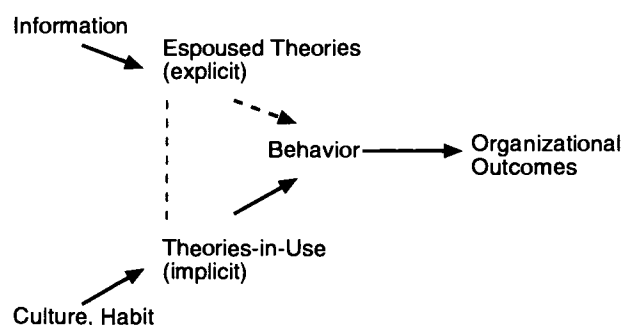 Information
Espoused Theories
(explicit)
Behavior
Organizational
Outcomes
Theories-in-Use
(implicit)
Culture, Habit